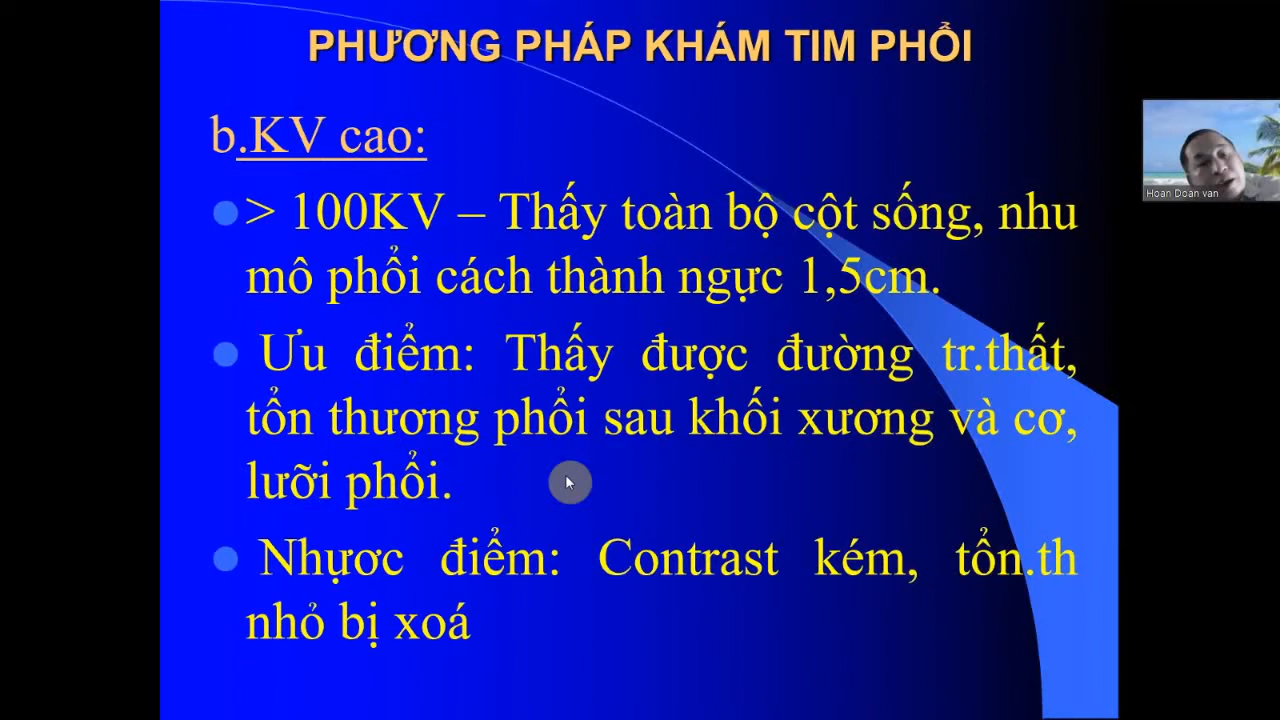 PHƯƠNG PHÁP KHÁM TIM PHỔI
b.KV cao:
> 100KV – Thấy toàn bộ cột sống, nhu
mô phổi cách thành ngực 1,5cm.
Ưu điểm: Thấy được đường tr.thất,
tổn thương phổi sau khối xương và cơ,
lưỡi phổi.
Nhựơc điểm: Contrast kém, tổn.th
nhỏ bị xoá
Hoan Doan van